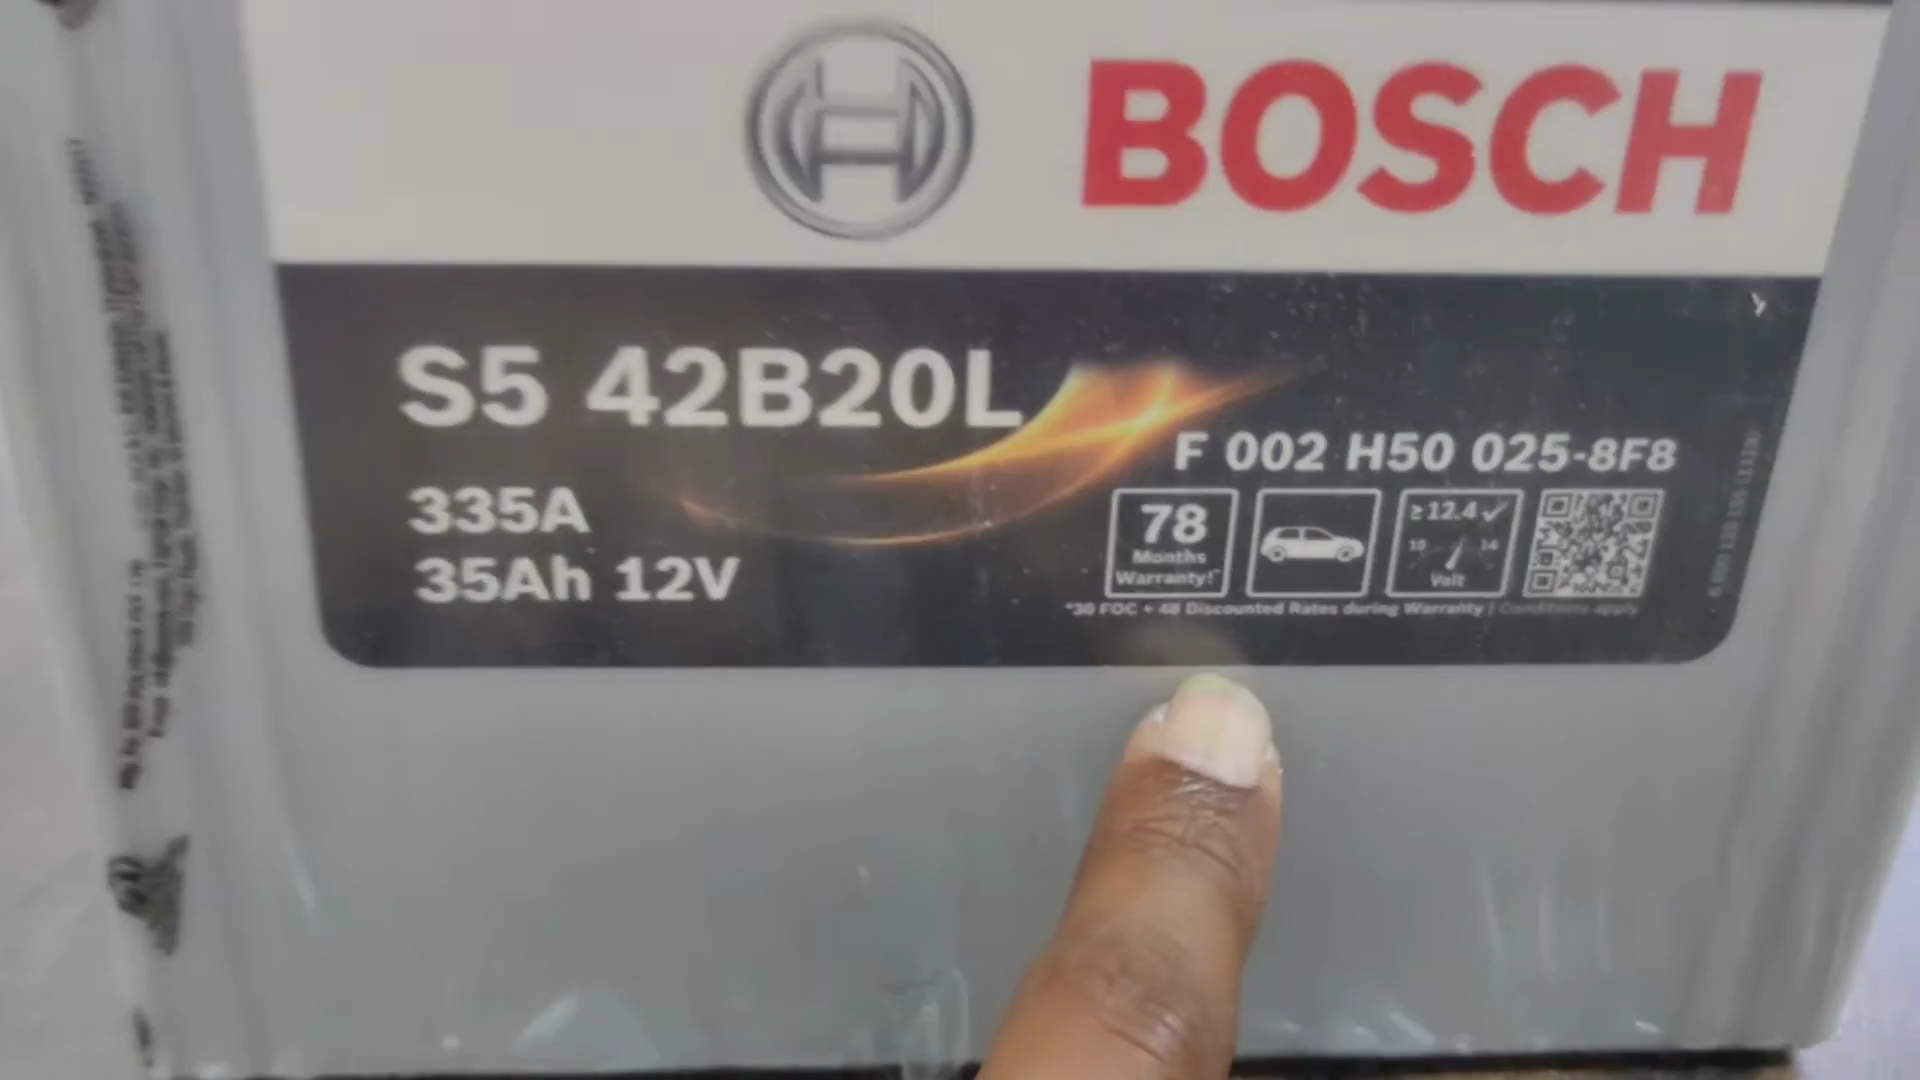 BOSCH
S5 42B20L
335A
35Ah 12V
F 002 H50 025-8F8
78
Months
Warranty!*
≥ 12.4 ✓
10 14
Volt
*30 FOC + 48 Discounted Rates during Warranty | Conditions apply